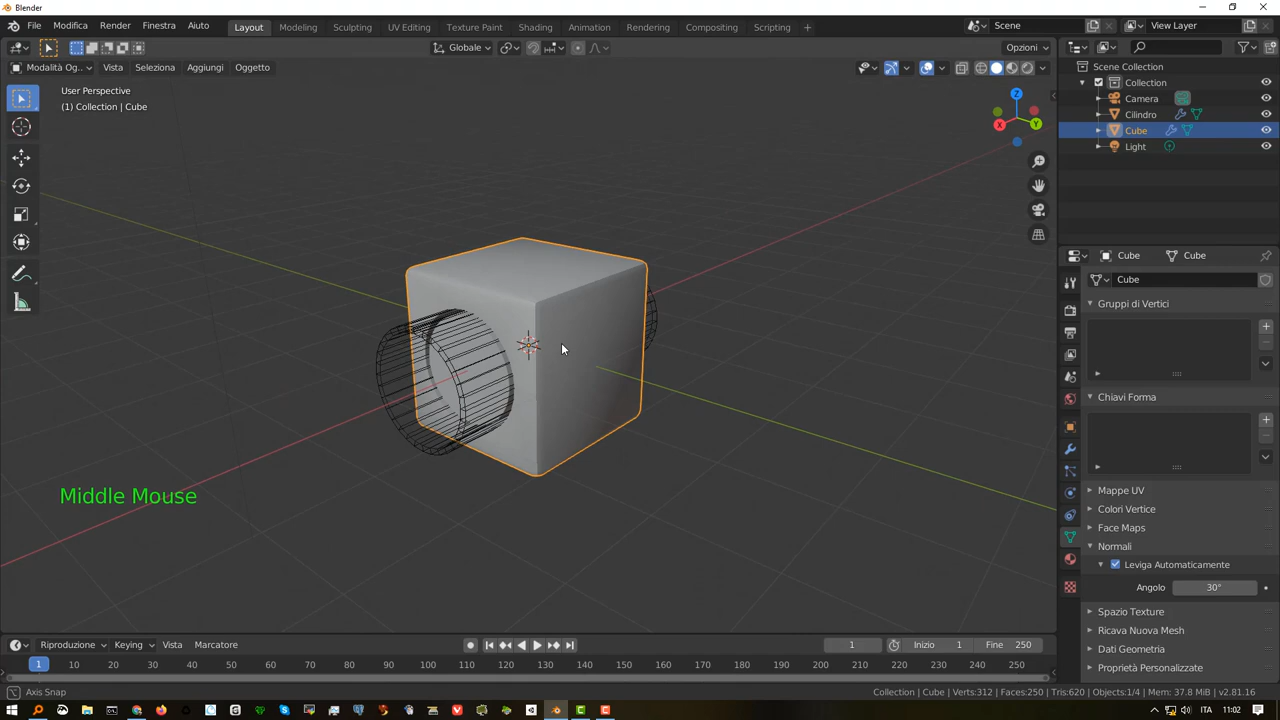 Blender
File Modifica Render Finestra Aiuto Layout Modeling Sculpting UV Editing Texture Paint Shading Animation Rendering Compositing Scripting + Scene View Layer
Globale Opzioni
Modalità Og.. Vista Seleziona Aggiungi Oggetto
User Perspective
(1) Collection | Cube
Z
X
Y
Scene Collection
Collection
Camera
Cilindro
Cube
Light
Cube Cube
Cube
Gruppi di Vertici
Chiavi Forma
Mappe UV
Colori Vertice
Face Maps
Normali
Leviga Automaticamente
Angolo 30°
Spazio Texture
Ricava Nuova Mesh
Dati Geometria
Proprietà Personalizzate
Middle Mouse
Riproduzione Keying Vista Marcatore 1 Inizio 1 Fine 250
1 10 20 30 40 50 60 70 80 90 100 110 120 130 140 150 160 170 180 190 200 210 220 230 240 250
Axis Snap Collection | Cube | Verts:312 | Faces:250 | Tris:620 | Objects:1/4 | Mem: 37.8 MiB | v2.81.16
ITA 11:02